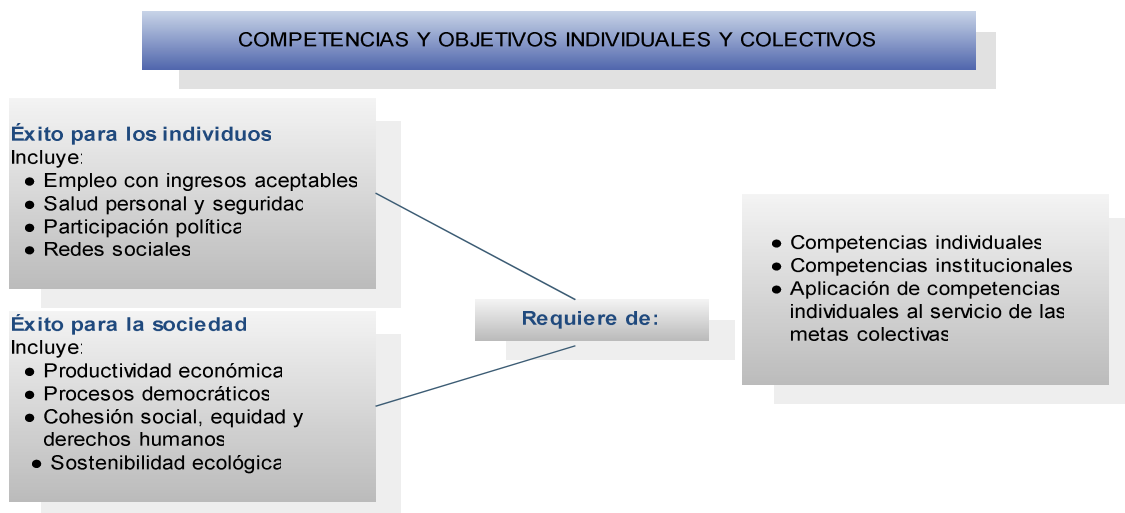 COMPETENCIAS Y OBJETIVOS INDIVIDUALES Y COLECTIVOS
Éxito para los individuos
Incluye:
● Empleo con ingresos aceptables
● Salud personal y seguridad
● Participación política
● Redes sociales
Éxito para la sociedad
Incluye:
● Productividad económica
● Procesos democráticos
● Cohesión social, equidad y
derechos humanos
● Sostenibilidad ecológica
Requiere de:
● Competencias individuales
● Competencias institucionales
● Aplicación de competencias
individuales al servicio de las
metas colectivas